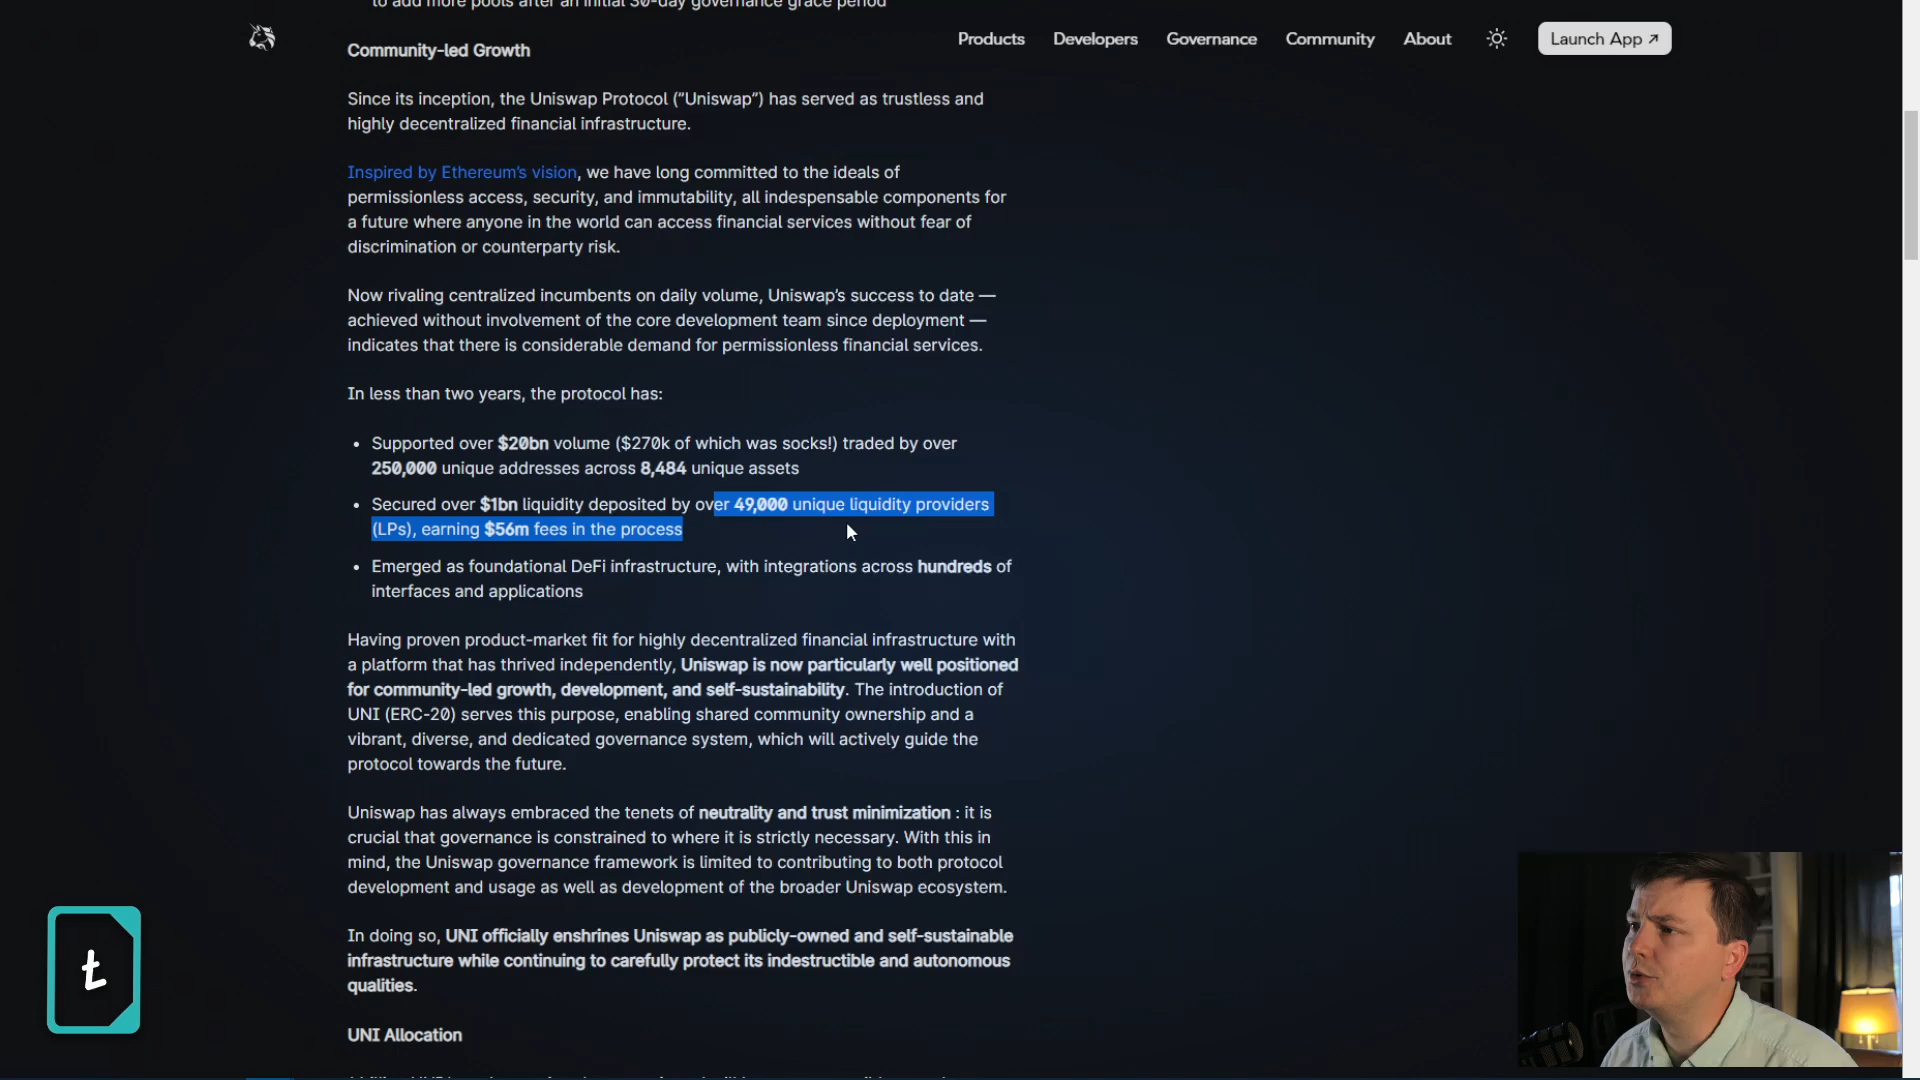 to add more pools after an initial 30-day governance grace period
Products Developers Governance Community About Launch App ↗
Community-led Growth
Since its inception, the Uniswap Protocol (“Uniswap”) has served as trustless and
highly decentralized financial infrastructure.
Inspired by Ethereum’s vision, we have long committed to the ideals of
permissionless access, security, and immutability, all indespensable components for
a future where anyone in the world can access financial services without fear of
discrimination or counterparty risk.
Now rivaling centralized incumbents on daily volume, Uniswap’s success to date —
achieved without involvement of the core development team since deployment —
indicates that there is considerable demand for permissionless financial services.
In less than two years, the protocol has:
• Supported over $20bn volume ($270k of which was socks!) traded by over
250,000 unique addresses across 8,484 unique assets
• Secured over $1bn liquidity deposited by over 49,000 unique liquidity providers
(LPs), earning $56m fees in the process
• Emerged as foundational DeFi infrastructure, with integrations across hundreds of
interfaces and applications
Having proven product-market fit for highly decentralized financial infrastructure with
a platform that has thrived independently, Uniswap is now particularly well positioned
for community-led growth, development, and self-sustainability. The introduction of
UNI (ERC-20) serves this purpose, enabling shared community ownership and a
vibrant, diverse, and dedicated governance system, which will actively guide the
protocol towards the future.
Uniswap has always embraced the tenets of neutrality and trust minimization : it is
crucial that governance is constrained to where it is strictly necessary. With this in
mind, the Uniswap governance framework is limited to contributing to both protocol
development and usage as well as development of the broader Uniswap ecosystem.
In doing so, UNI officially enshrines Uniswap as publicly-owned and self-sustainable
infrastructure while continuing to carefully protect its indestructible and autonomous
qualities.
UNI Allocation